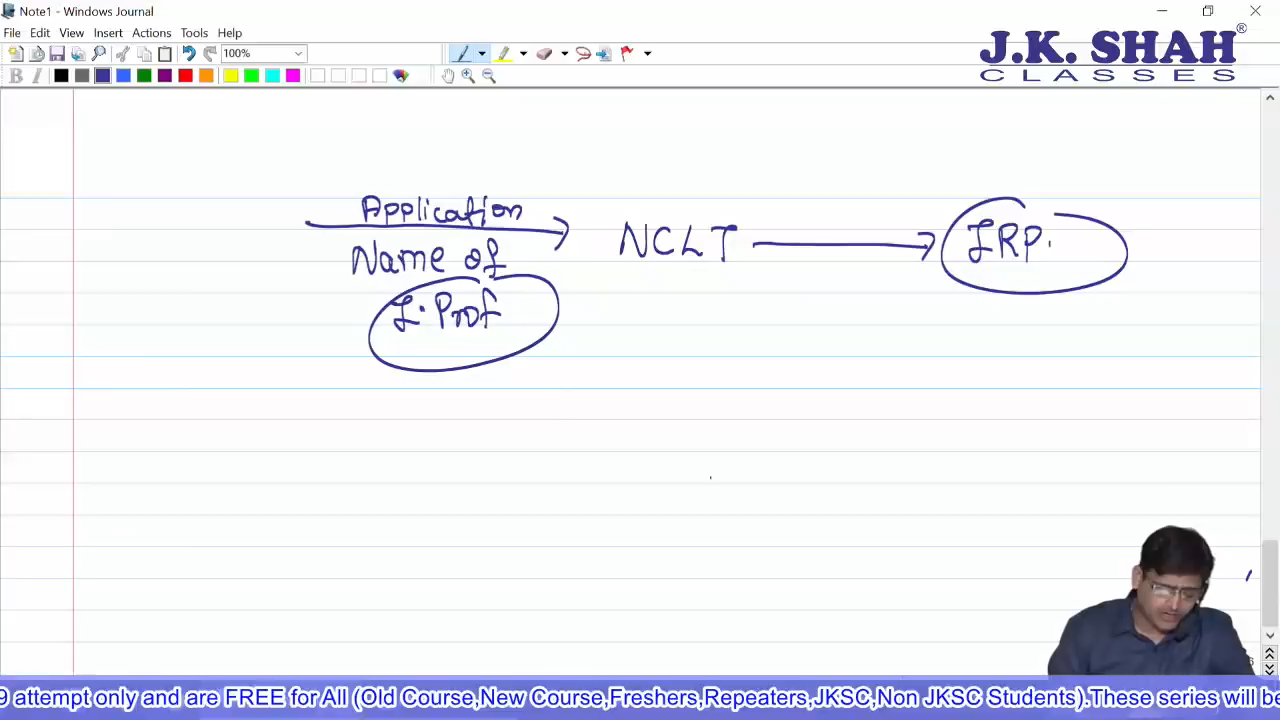 Note1 - Windows Journal
File Edit View Insert Actions Tools Help
100%
B I
J.K. SHAH®
CLASSES
Application
Name of
I. Prof
NCLT
IRP.
9 attempt only and are FREE for All (Old Course,New Course,Freshers,Repeaters,JKSC,Non JKSC Students).These series will be